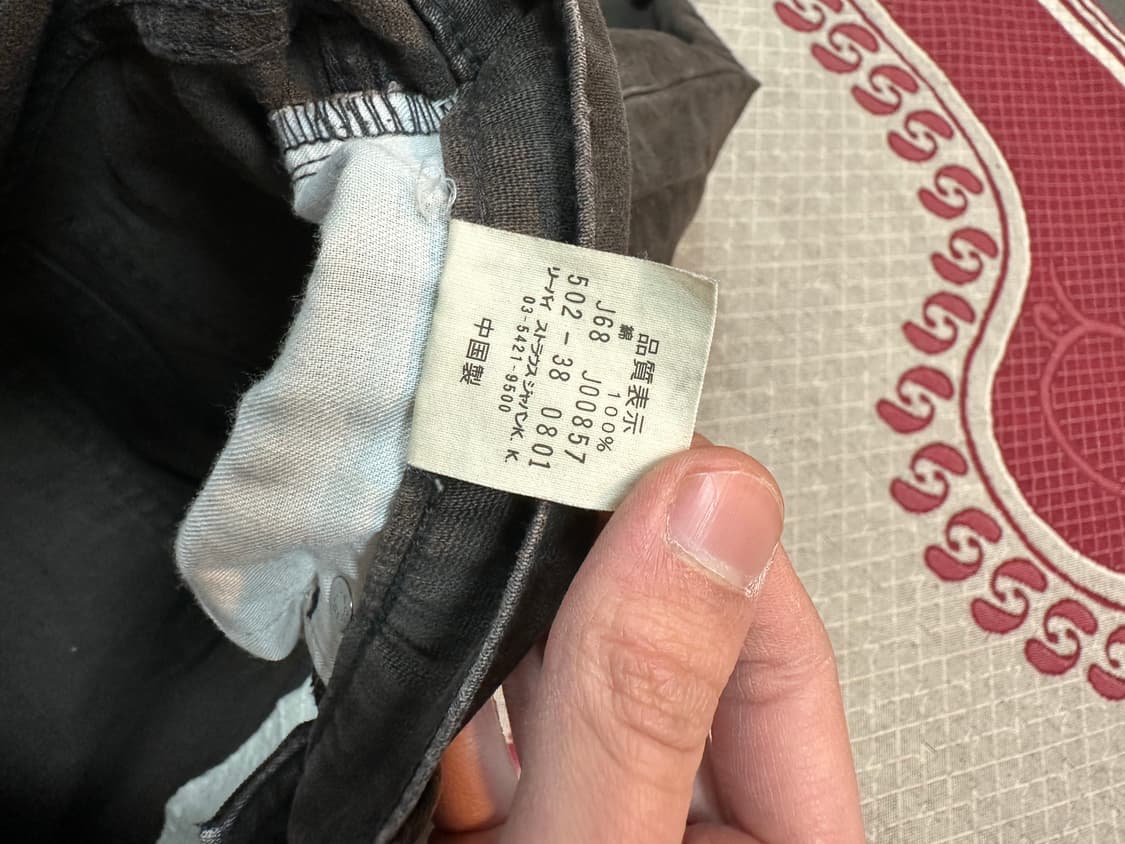 品質表示
綿 100%
J68 J00857
502-38 0801
リーバイ ストラウス ジャパン K. K.
03-5421-9500
中国製